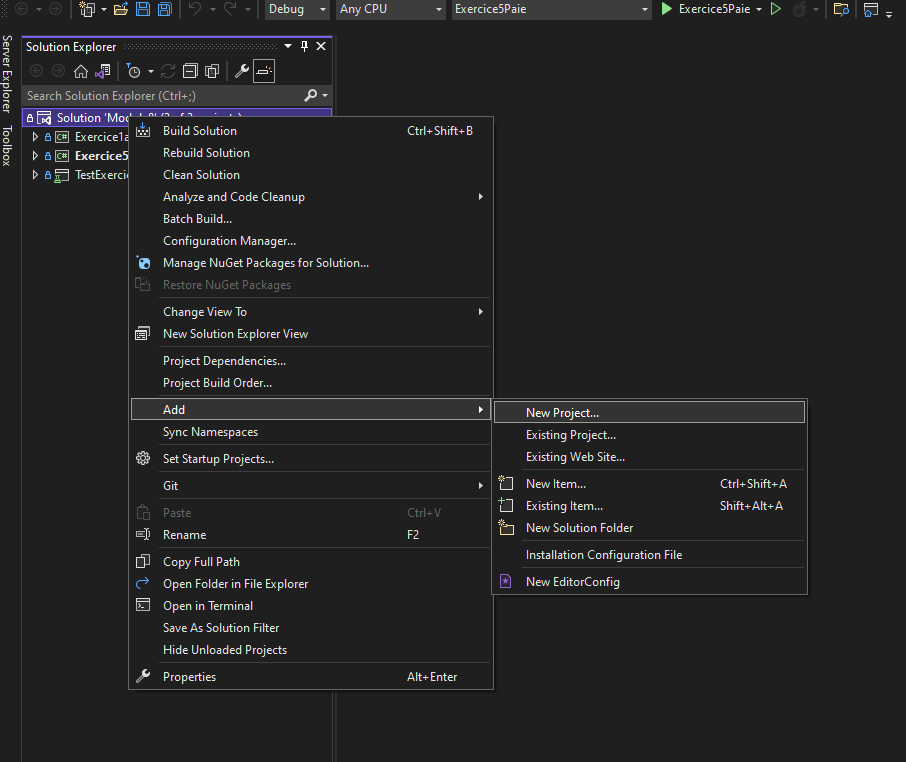 Debug
Any CPU
Exercice5Paie
Exercice5Paie
Server Explorer
Toolbox
Solution Explorer
Search Solution Explorer (Ctrl+;)
Solution
Exercice1a
Exercice5
TestExercic
Build Solution Ctrl+Shift+B
Rebuild Solution
Clean Solution
Analyze and Code Cleanup
Batch Build...
Configuration Manager...
Manage NuGet Packages for Solution...
Restore NuGet Packages
Change View To
New Solution Explorer View
Project Dependencies...
Project Build Order...
Add
Sync Namespaces
Set Startup Projects...
Git
Paste Ctrl+V
Rename F2
Copy Full Path
Open Folder in File Explorer
Open in Terminal
Save As Solution Filter
Hide Unloaded Projects
Properties Alt+Enter
New Project...
Existing Project...
Existing Web Site...
New Item... Ctrl+Shift+A
Existing Item... Shift+Alt+A
New Solution Folder
Installation Configuration File
New EditorConfig